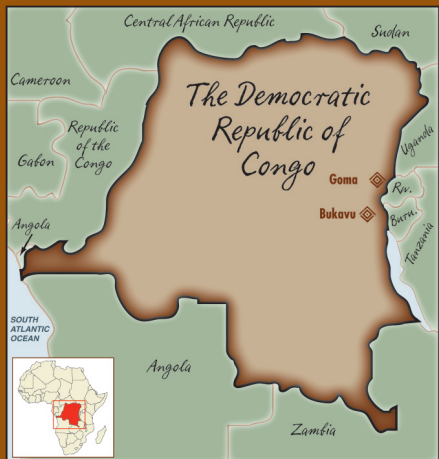 Central African Republic
Sudan
Cameroon
The Democratic
Republic of
Congo
Republic
of the
Congo
Uganda
Gabon
Goma
Rw.
Bukavu
Buru.
Angola
Tanzania
SOUTH
ATLANTIC
OCEAN
Angola
Zambia